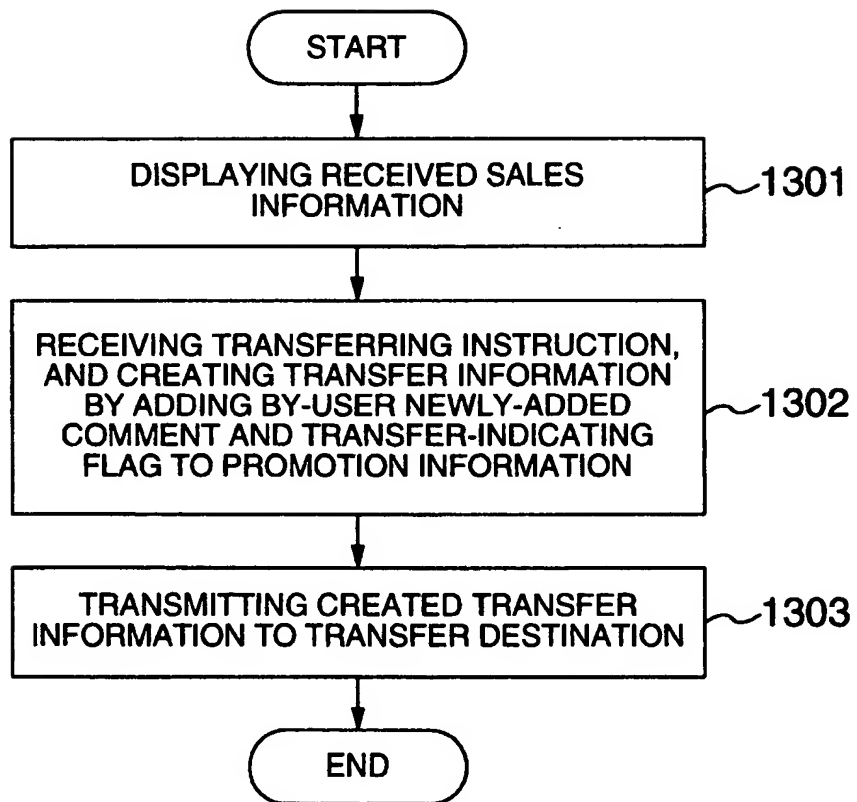 START
DISPLAYING RECEIVED SALES
INFORMATION
1301
RECEIVING TRANSFERRING INSTRUCTION,
AND CREATING TRANSFER INFORMATION
BY ADDING BY-USER NEWLY-ADDED
COMMENT AND TRANSFER-INDICATING
FLAG TO PROMOTION INFORMATION
1302
TRANSMITTING CREATED TRANSFER
INFORMATION TO TRANSFER DESTINATION
1303
END